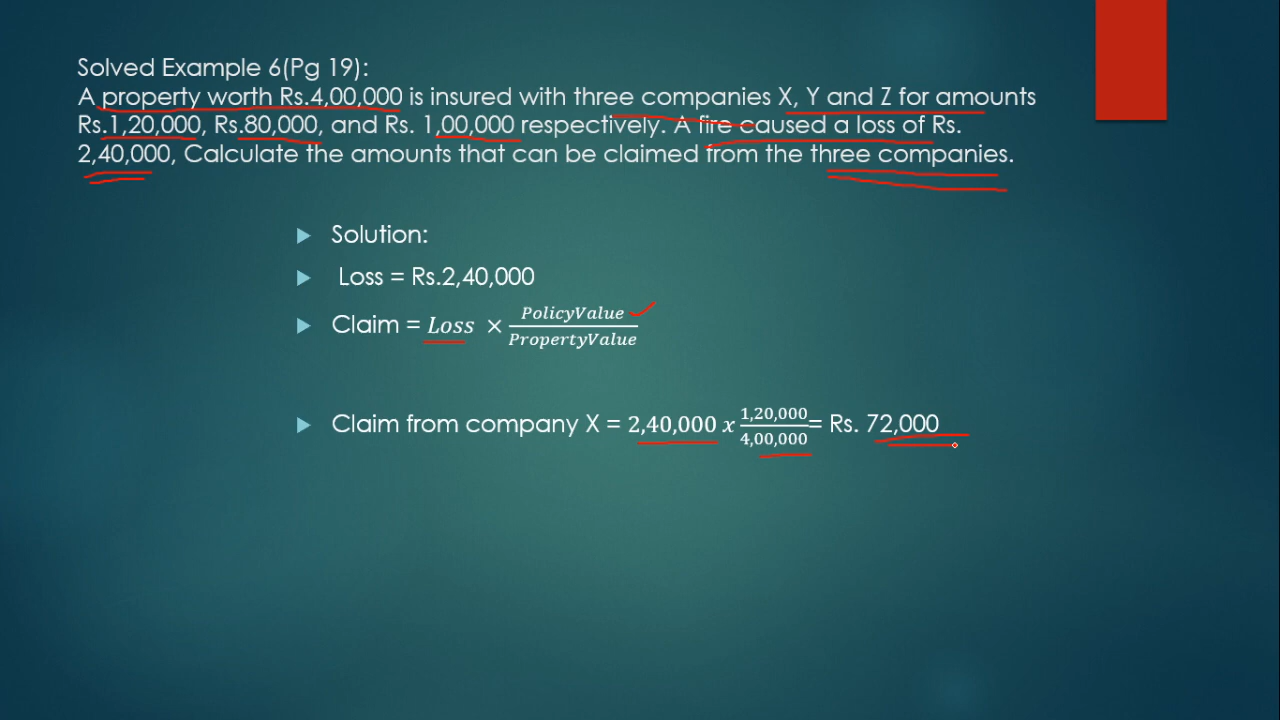 Solved Example 6(Pg 19):
A property worth Rs.4,00,000 is insured with three companies X, Y and Z for amounts
Rs.1,20,000, Rs.80,000, and Rs. 1,00,000 respectively. A fire caused a loss of Rs.
2,40,000, Calculate the amounts that can be claimed from the three companies.
Solution:
Loss = Rs.2,40,000
Claim = Loss × PolicyValue / PropertyValue
Claim from company X = 2,40,000 x 1,20,000 / 4,00,000 = Rs. 72,000